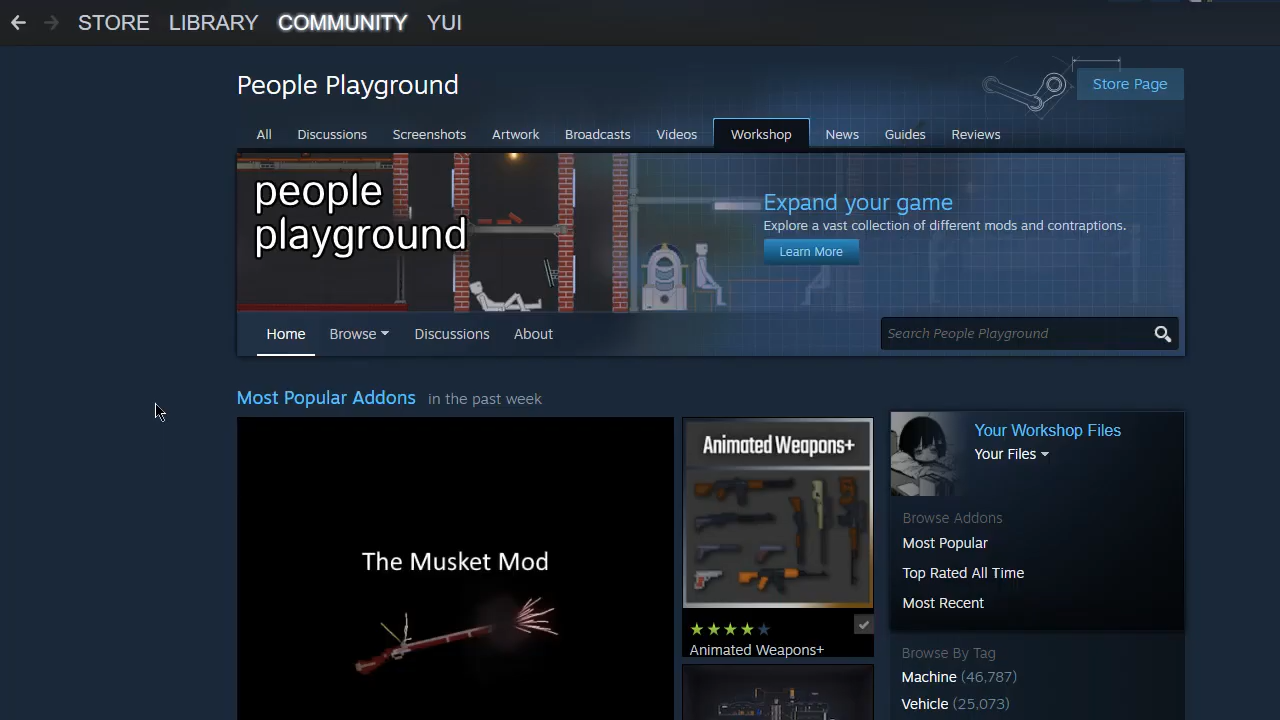 STORE LIBRARY COMMUNITY YUI
People Playground
Store Page
All Discussions Screenshots Artwork Broadcasts Videos Workshop News Guides Reviews
people
playground
Expand your game
Explore a vast collection of different mods and contraptions.
Learn More
Home Browse Discussions About
Search People Playground
Most Popular Addons in the past week
Animated Weapons+
The Musket Mod
Animated Weapons+
Your Workshop Files
Your Files
Browse Addons
Most Popular
Top Rated All Time
Most Recent
Browse By Tag
Machine (46,787)
Vehicle (25,073)